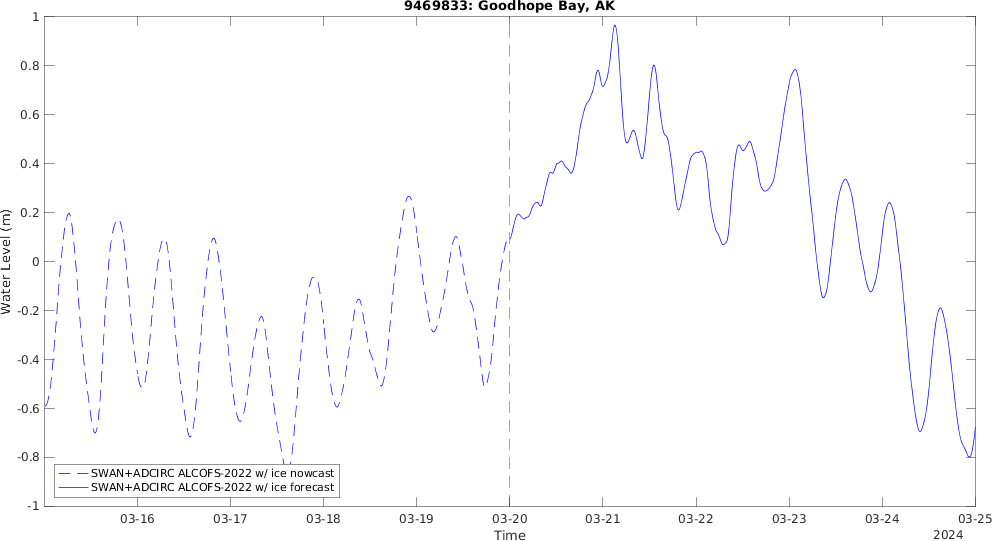 9469833: Goodhope Bay, AK
Water Level (m)
1
0.8
0.6
0.4
0.2
0
-0.2
-0.4
-0.6
-0.8
-1
SWAN+ADCIRC ALCOFS-2022 w/ ice nowcast
SWAN+ADCIRC ALCOFS-2022 w/ ice forecast
03-16 03-17 03-18 03-19 03-20 03-21 03-22 03-23 03-24 03-25
Time
2024